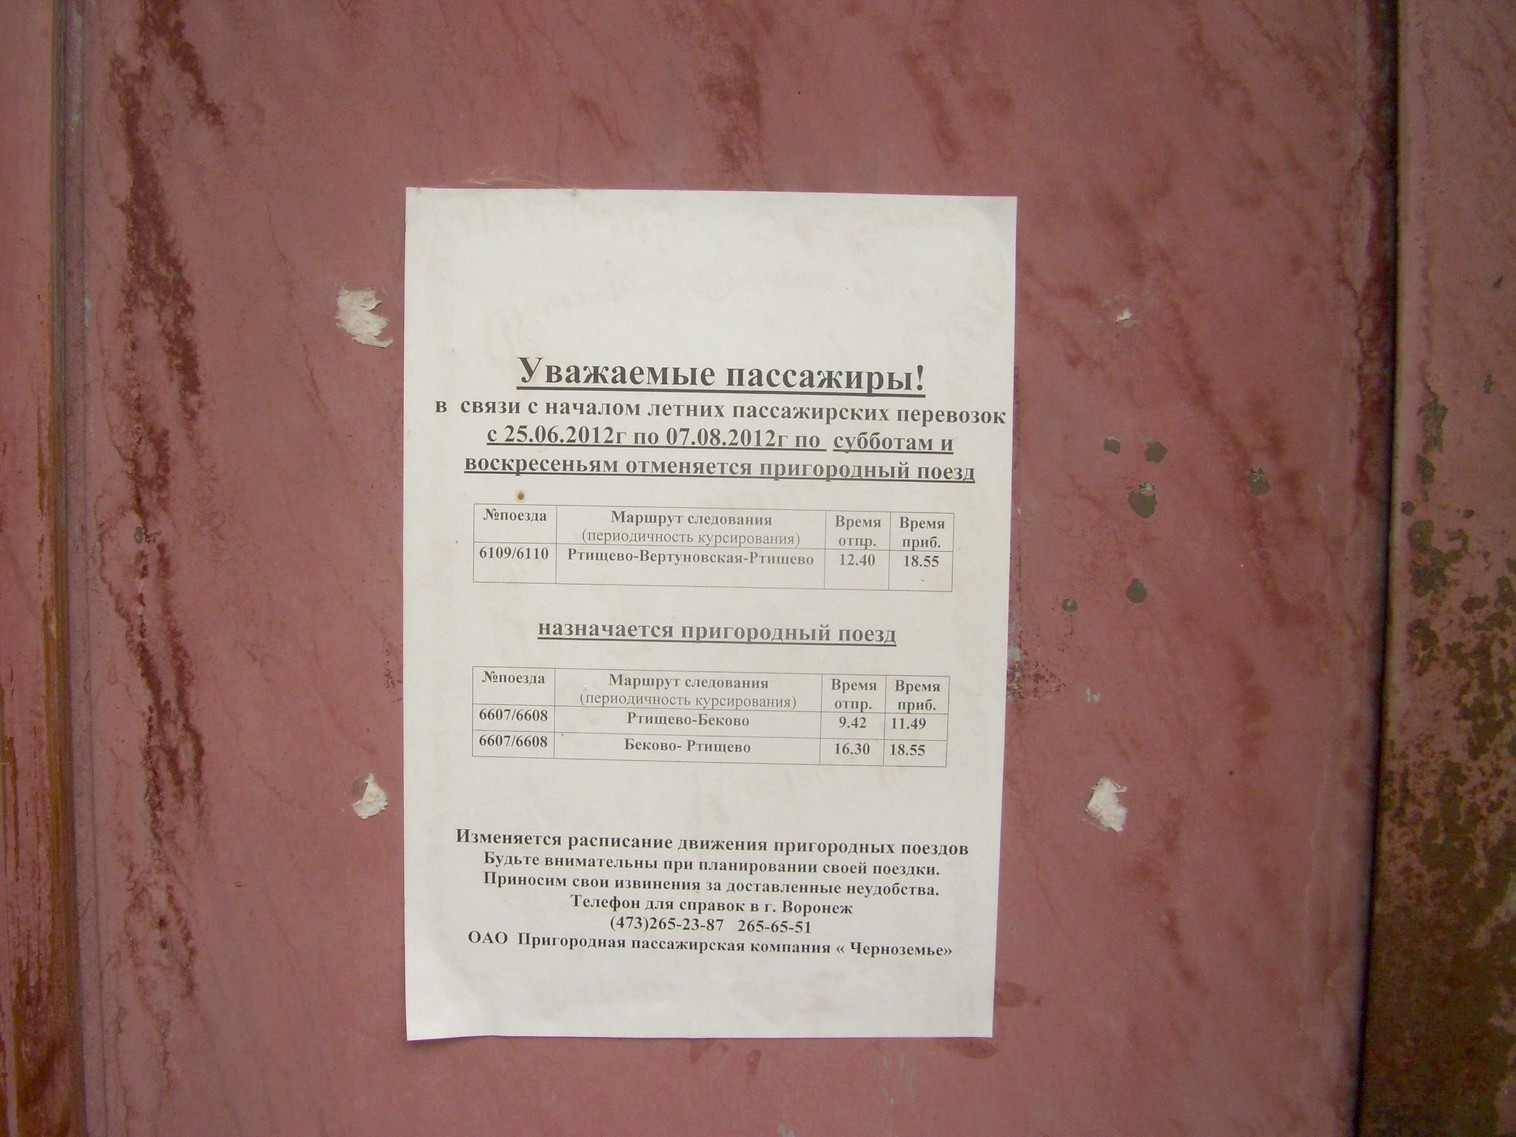 Уважаемые пассажиры!
в связи с началом летних пассажирских перевозок
с 25.06.2012г по 07.08.2012г по субботам и
воскресеньям отменяется пригородный поезд
№поезда Маршрут следования (периодичность курсирования) Время отпр. Время приб.
6109/6110 Ртищево-Вертуновская-Ртищево 12.40 18.55
назначается пригородный поезд
№поезда Маршрут следования (периодичность курсирования) Время отпр. Время приб.
6607/6608 Ртищево-Беково 9.42 11.49
6607/6608 Беково- Ртищево 16.30 18.55
Изменяется расписание движения пригородных поездов
Будьте внимательны при планировании своей поездки.
Приносим свои извинения за доставленные неудобства.
Телефон для справок в г. Воронеж
(473)265-23-87 265-65-51
ОАО Пригородная пассажирская компания « Черноземье»